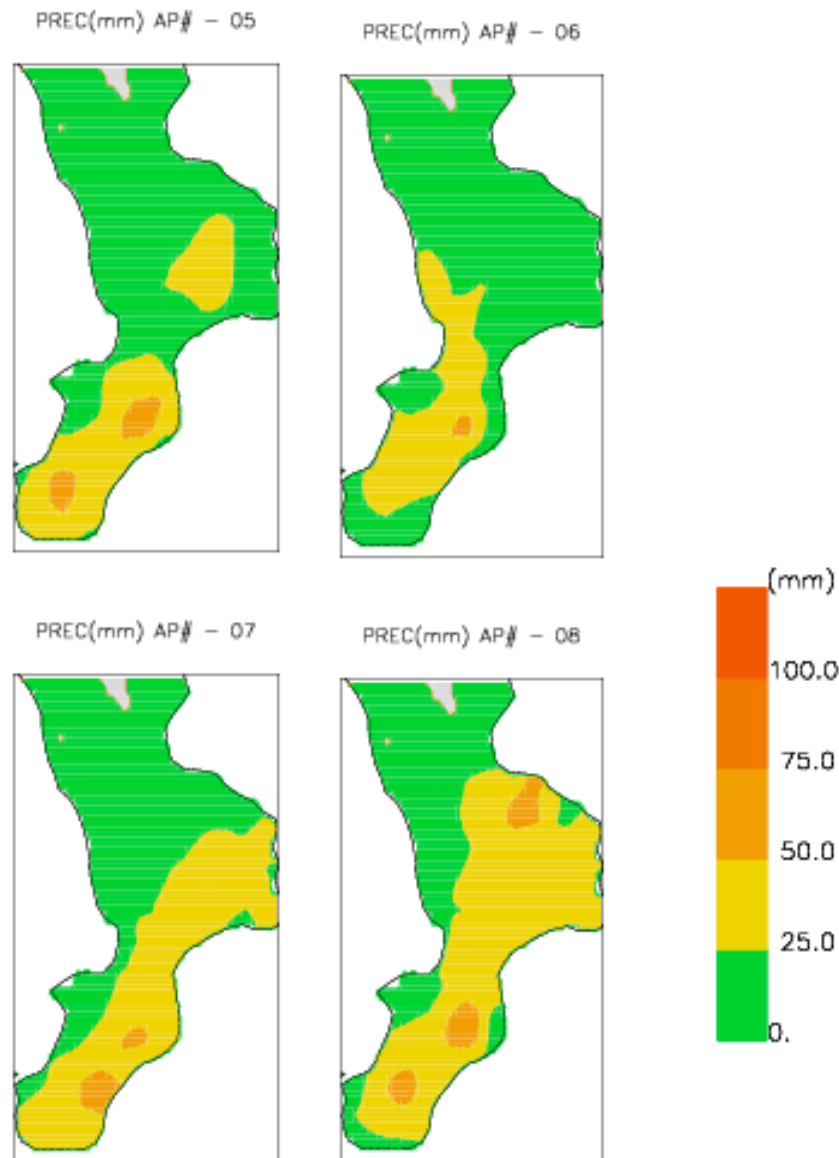 PREC(mm) AP# - 05
PREC(mm) AP# - 06
PREC(mm) AP# - 07
PREC(mm) AP# - 08
(mm)
100.0
75.0
50.0
25.0
0.